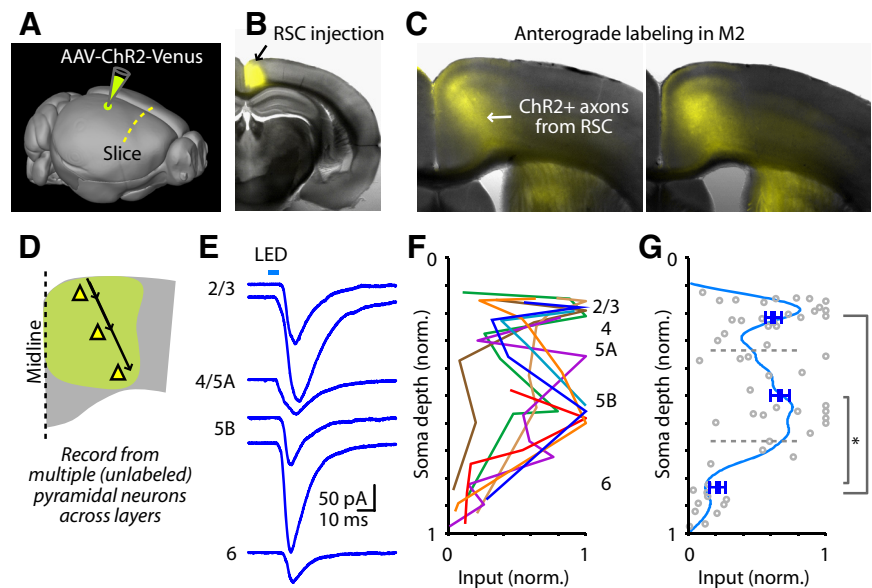 A
AAV-ChR2-Venus
Slice
B
RSC injection
C
Anterograde labeling in M2
ChR2+ axons
from RSC
D
Midline
Record from
multiple (unlabeled)
pyramidal neurons
across layers
E
LED
2/3
4/5A
5B
6
50 pA
10 ms
F
0
Soma depth (norm.)
1
2/3
4
5A
5B
6
0
1
Input (norm.)
G
0
Soma depth (norm.)
1
*
0
1
Input (norm.)